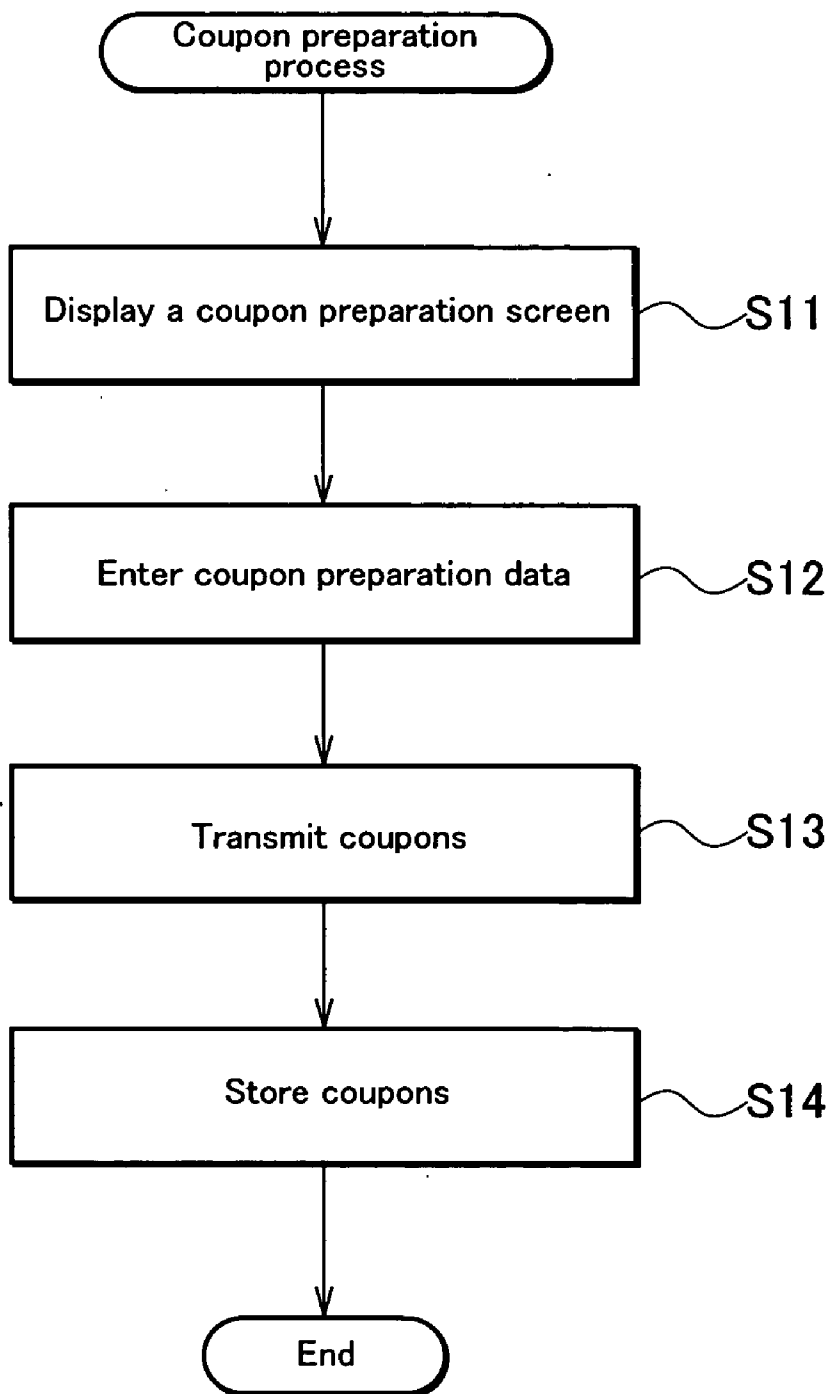 Coupon preparation
process
Display a coupon preparation screen
S11
Enter coupon preparation data
S12
Transmit coupons
S13
Store coupons
S14
End